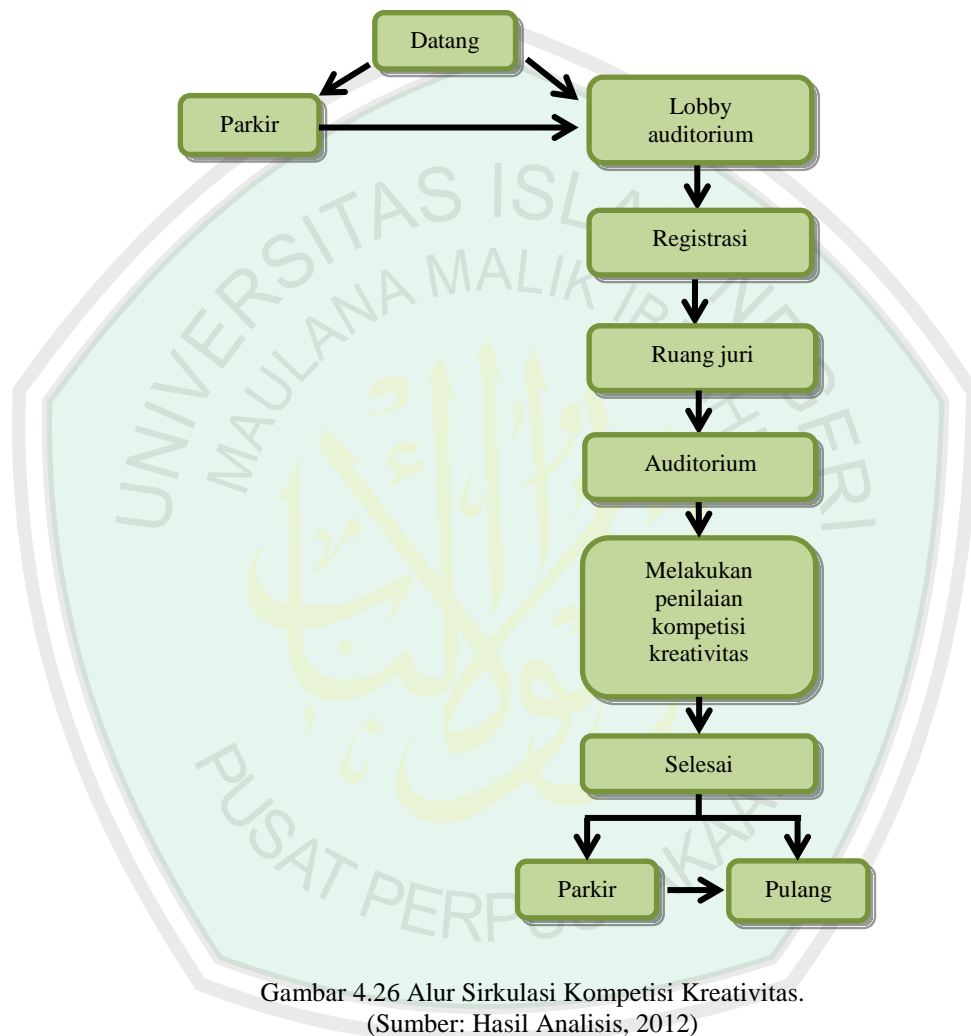 Datang
Parkir
Lobby
auditorium
Registrasi
Ruang juri
Auditorium
Melakukan
penilaian
kompetisi
kreativitas
Selesai
Parkir
Pulang
UNIVERSITAS ISLAM NEGERI
MAULANA MALIK IBRAHIM
PUSAT PERPUSTAKAAN
Gambar 4.26 Alur Sirkulasi Kompetisi Kreativitas.
(Sumber: Hasil Analisis, 2012)